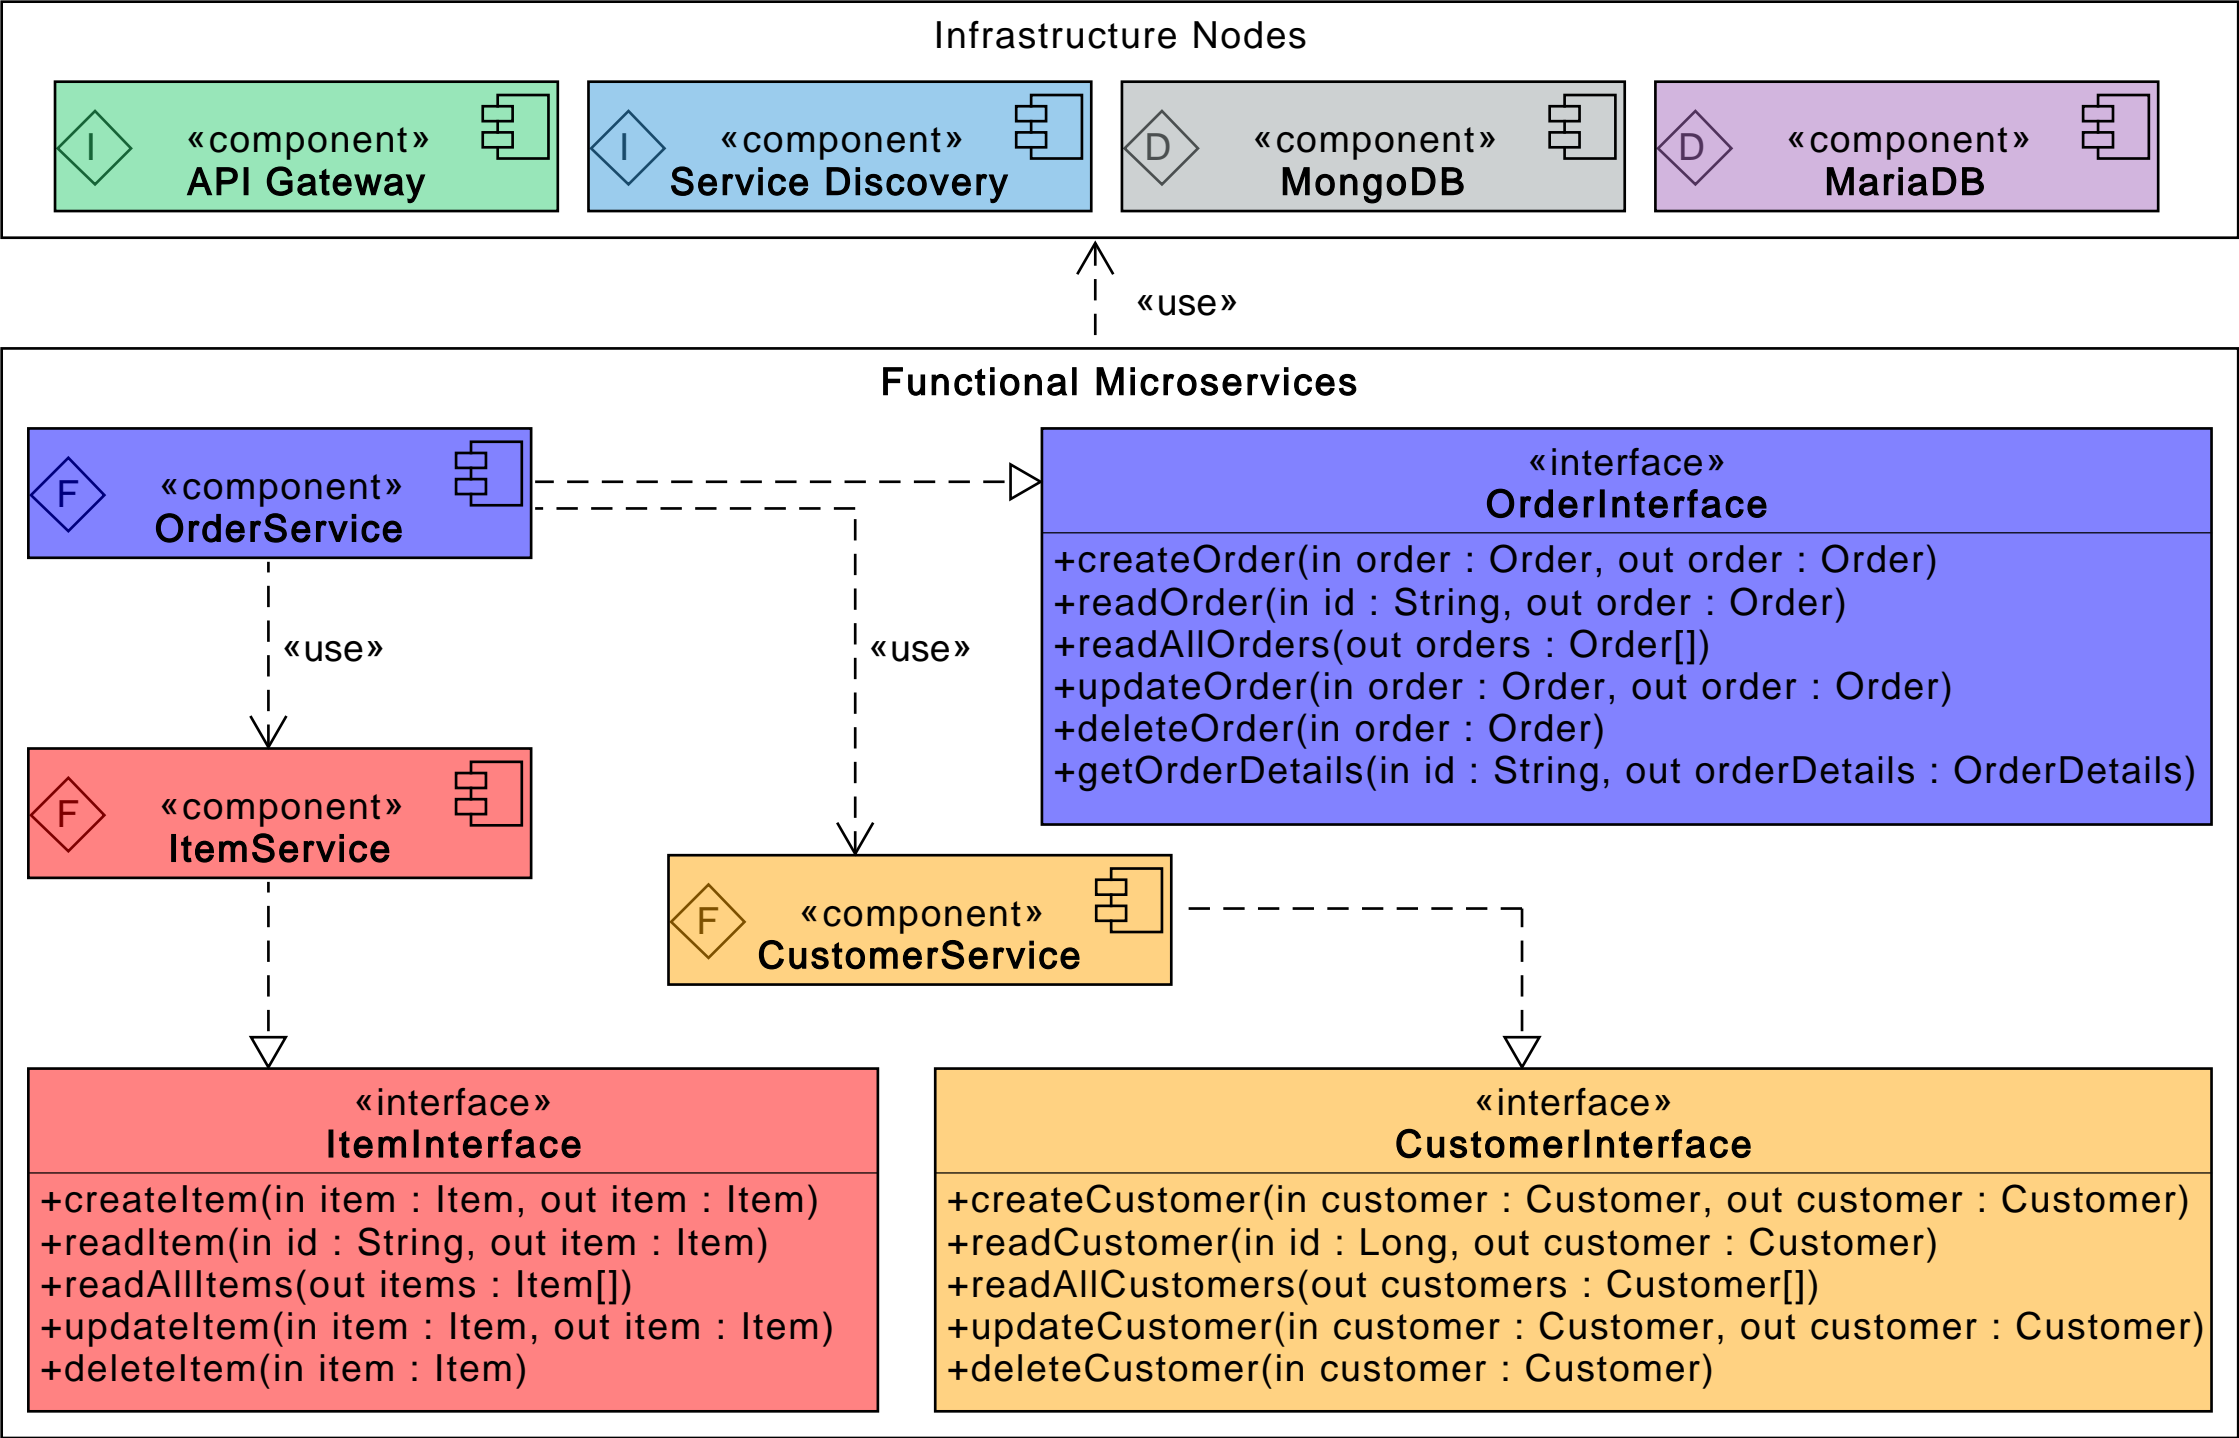 Infrastructure Nodes
I
«component»
API Gateway
I
«component»
Service Discovery
D
«component»
MongoDB
D
«component»
MariaDB
«use»
Functional Microservices
F
«component»
OrderService
«interface»
OrderInterface
+createOrder(in order : Order, out order : Order)
+readOrder(in id : String, out order : Order)
+readAllOrders(out orders : Order[])
+updateOrder(in order : Order, out order : Order)
+deleteOrder(in order : Order)
+getOrderDetails(in id : String, out orderDetails : OrderDetails)
«use»
«use»
F
«component»
ItemService
F
«component»
CustomerService
«interface»
ItemInterface
+createItem(in item : Item, out item : Item)
+readItem(in id : String, out item : Item)
+readAllItems(out items : Item[])
+updateItem(in item : Item, out item : Item)
+deleteItem(in item : Item)
«interface»
CustomerInterface
+createCustomer(in customer : Customer, out customer : Customer)
+readCustomer(in id : Long, out customer : Customer)
+readAllCustomers(out customers : Customer[])
+updateCustomer(in customer : Customer, out customer : Customer)
+deleteCustomer(in customer : Customer)